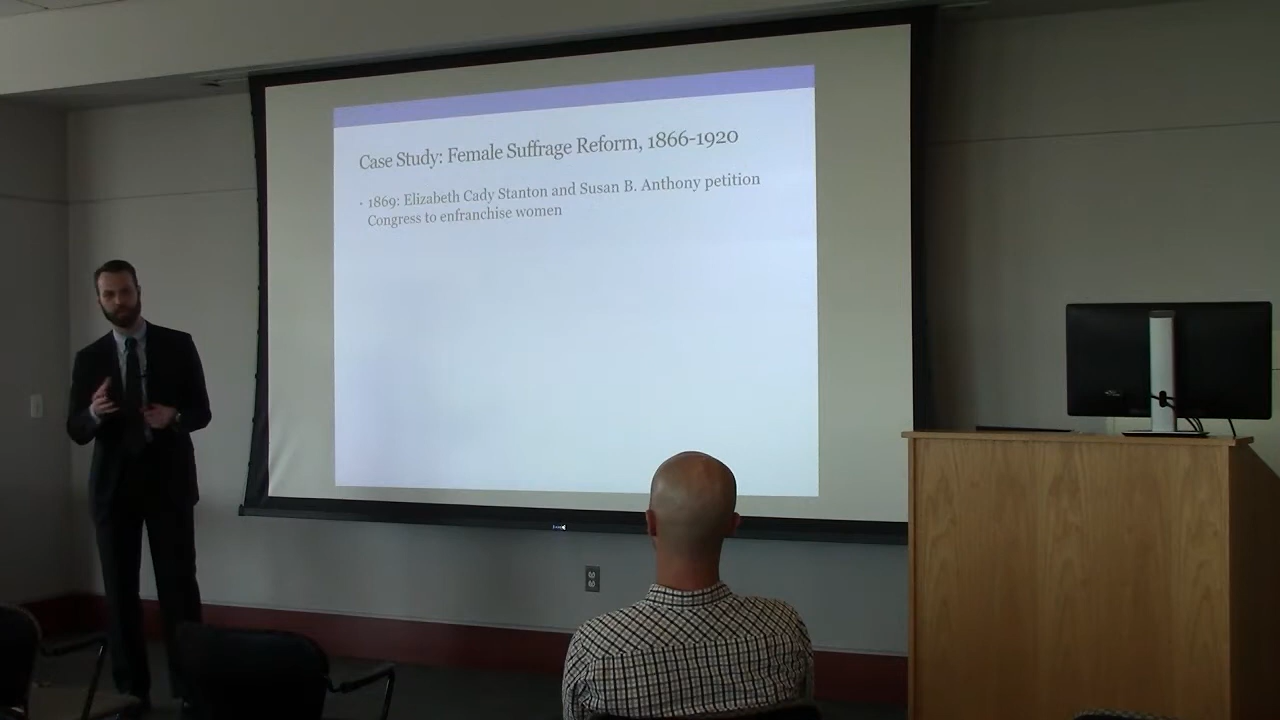 Case Study: Female Suffrage Reform, 1866-1920
· 1869: Elizabeth Cady Stanton and Susan B. Anthony petition
Congress to enfranchise women